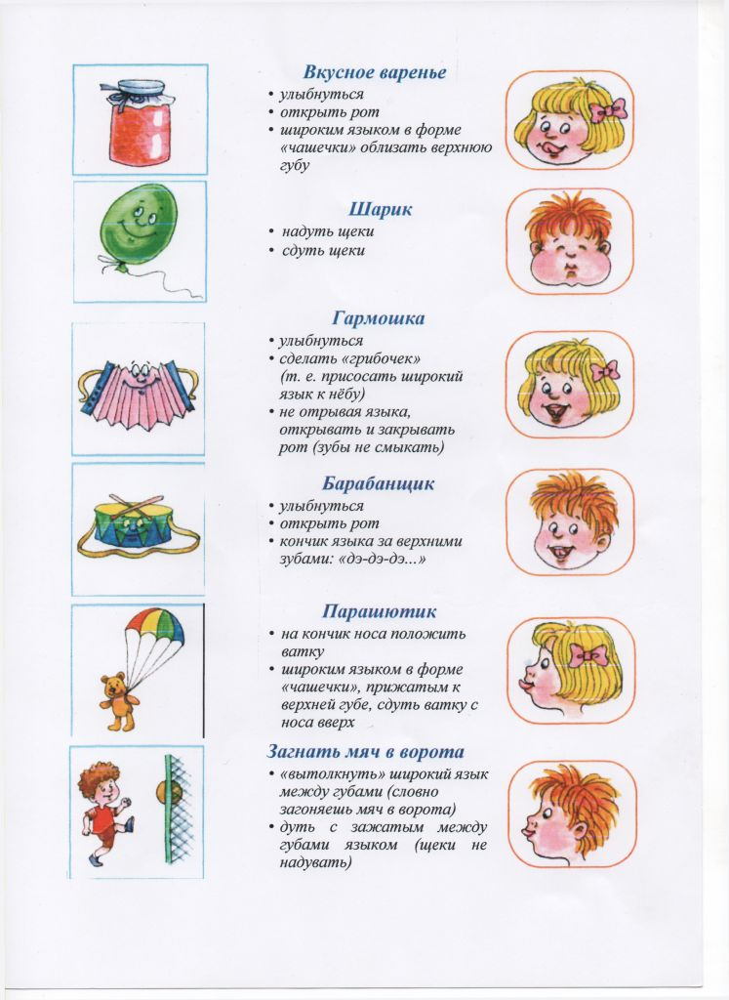 Вкусное варенье
• улыбнуться
• открыть рот
• широким языком в форме
«чашечки» облизать верхнюю
губу
Шарик
• надуть щеки
• сдуть щеки
Гармошка
• улыбнуться
• сделать «грибочек»
(т. е. присосать широкий
язык к нёбу)
• не отрывая языка,
открывать и закрывать
рот (зубы не смыкать)
Барабанщик
• улыбнуться
• открыть рот
• кончик языка за верхними
зубами: «дэ-дэ-дэ...»
Парашютик
• на кончик носа положить
ватку
• широким языком в форме
«чашечки», прижатым к
верхней губе, сдуть ватку с
носа вверх
Загнать мяч в ворота
• «вытолкнуть» широкий язык
между губами (словно
загоняешь мяч в ворота)
• дуть с зажатым между
губами языком (щеки не
надувать)